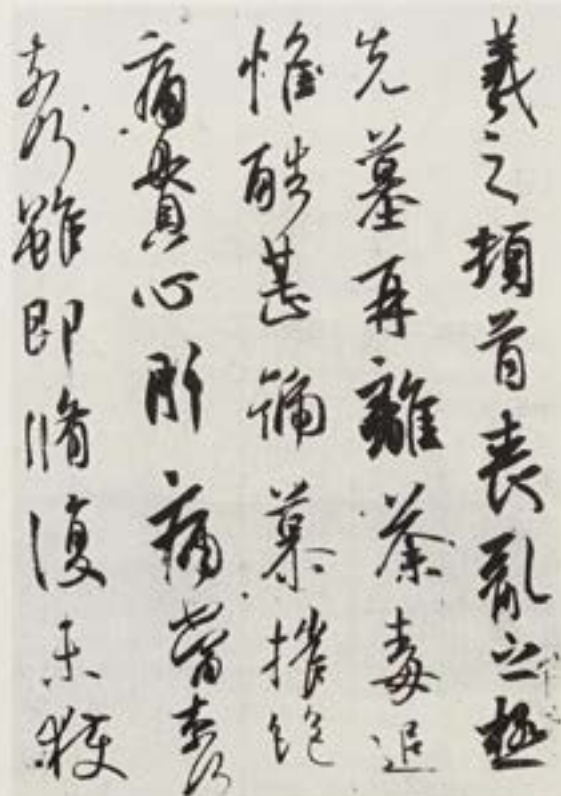 羲之頓首喪亂之極
先墓再離荼毒追
惟酷甚號慕摧絶
痛貫心肝痛當奈何
奈何雖即脩復未獲